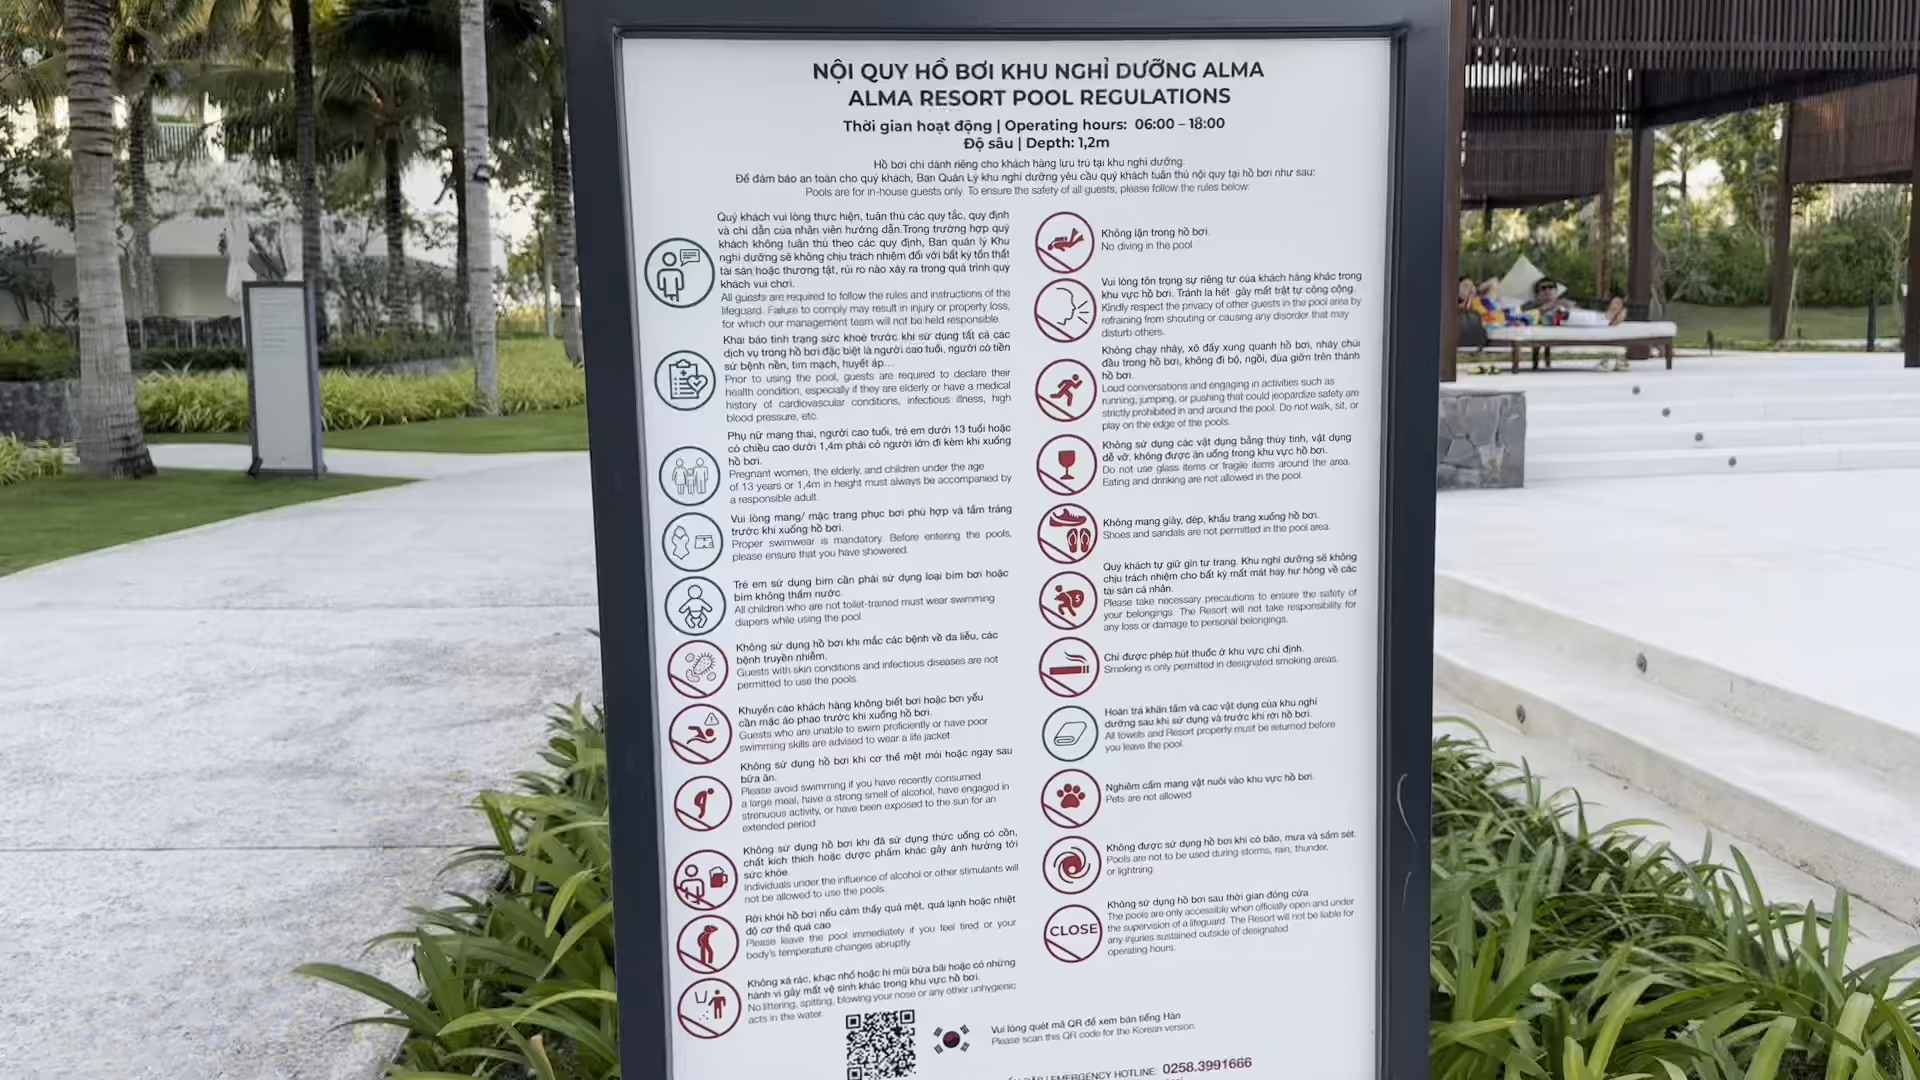 NỘI QUY HỒ BƠI KHU NGHỈ DƯỠNG ALMA
ALMA RESORT POOL REGULATIONS
Thời gian hoạt động | Operating hours: 06:00 – 18:00
Độ sâu | Depth: 1,2m
Hồ bơi chỉ dành riêng cho khách hàng lưu trú tại khu nghỉ dưỡng.
Để đảm bảo an toàn cho quý khách, Ban Quản Lý khu nghỉ dưỡng yêu cầu quý khách tuân thủ nội quy tại hồ bơi như sau:
Pools are for in-house guests only. To ensure the safety of all guests, please follow the rules below:
Quý khách vui lòng thực hiện, tuân thủ các quy tắc, quy định
và chỉ dẫn của nhân viên hướng dẫn.Trong trường hợp quý
khách không tuân thủ theo các quy định, Ban quản lý Khu
nghỉ dưỡng sẽ không chịu trách nhiệm đối với bất kỳ tổn thất
tài sản hoặc thương tật, rủi ro nào xảy ra trong quá trình quý
khách vui chơi.
All guests are required to follow the rules and instructions of the
lifeguard. Failure to comply may result in injury or property loss,
for which our management team will not be held responsible.
Khai báo tình trạng sức khoẻ trước khi sử dụng tất cả các
dịch vụ trong hồ bơi đặc biệt là người cao tuổi, người có tiền
sử bệnh nền, tim mạch, huyết áp...
Prior to using the pool, guests are required to declare their
health condition, especially if they are elderly or have a medical
history of cardiovascular conditions, infectious illness, high
blood pressure, etc.
Phụ nữ mang thai, người cao tuổi, trẻ em dưới 13 tuổi hoặc
có chiều cao dưới 1,4m phải có người lớn đi kèm khi xuống
hồ bơi.
Pregnant women, the elderly, and children under the age
of 13 years or 1,4m in height must always be accompanied by
a responsible adult.
Vui lòng mang/ mặc trang phục bơi phù hợp và tắm tráng
trước khi xuống hồ bơi.
Proper swimwear is mandatory. Before entering the pools,
please ensure that you have showered.
Trẻ em sử dụng bỉm cần phải sử dụng loại bỉm bơi hoặc
bỉm không thấm nước.
All children who are not toilet-trained must wear swimming
diapers while using the pool.
Không sử dụng hồ bơi khi mắc các bệnh về da liễu, các
bệnh truyền nhiễm.
Guests with skin conditions and infectious diseases are not
permitted to use the pools.
Khuyến cáo khách hàng không biết bơi hoặc bơi yếu
cần mặc áo phao trước khi xuống hồ bơi.
Guests who are unable to swim proficiently or have poor
swimming skills are advised to wear a life jacket.
Không sử dụng hồ bơi khi cơ thể mệt mỏi hoặc ngay sau
bữa ăn.
Please avoid swimming if you have recently consumed
a large meal, have a strong smell of alcohol, have engaged in
strenuous activity, or have been exposed to the sun for an
extended period
Không sử dụng hồ bơi khi đã sử dụng thức uống có cồn,
chất kích thích hoặc dược phẩm khác gây ảnh hưởng tới
sức khỏe.
Individuals under the influence of alcohol or other stimulants will
not be allowed to use the pools.
Rời khỏi hồ bơi nếu cảm thấy quá mệt, quá lạnh hoặc nhiệt
độ cơ thể quá cao
Please leave the pool immediately if you feel tired or your
body's temperature changes abruptly.
Không xả rác, khạc nhổ hoặc hỉ mũi bừa bãi hoặc có những
hành vi gây mất vệ sinh khác trong khu vực hồ bơi.
No littering, spitting, blowing your nose or any other unhygienic
acts in the water.
Không lặn trong hồ bơi.
No diving in the pool
Vui lòng tôn trọng sự riêng tư của khách hàng khác trong
khu vực hồ bơi. Tránh la hét gây mất trật tự công cộng.
Kindly respect the privacy of other guests in the pool area by
refraining from shouting or causing any disorder that may
disturb others.
Không chạy nhảy, xô đẩy xung quanh hồ bơi, nhảy chúi
đầu trong hồ bơi, không đi bộ, ngồi, đùa giỡn trên thành
hồ bơi.
Loud conversations and engaging in activities such as
running, jumping, or pushing that could jeopardize safety are
strictly prohibited in and around the pool. Do not walk, sit, or
play on the edge of the pools.
Không sử dụng các vật dụng bằng thủy tinh, vật dụng
dễ vỡ, không được ăn uống trong khu vực hồ bơi.
Do not use glass items or fragile items around the area.
Eating and drinking are not allowed in the pool.
Không mang giày, dép, khẩu trang xuống hồ bơi.
Shoes and sandals are not permitted in the pool area.
Quý khách tự giữ gìn tư trang. Khu nghỉ dưỡng sẽ không
chịu trách nhiệm cho bất kỳ mất mát hay hư hỏng về các
tài sản cá nhân.
Please take necessary precautions to ensure the safety of
your belongings. The Resort will not take responsibility for
any loss or damage to personal belongings.
Chỉ được phép hút thuốc ở khu vực chỉ định.
Smoking is only permitted in designated smoking areas.
Hoàn trả khăn tắm và các vật dụng của khu nghỉ
dưỡng sau khi sử dụng và trước khi rời hồ bơi.
All towels and Resort property must be returned before
you leave the pool.
Nghiêm cấm mang vật nuôi vào khu vực hồ bơi.
Pets are not allowed
Không được sử dụng hồ bơi khi có bão, mưa và sấm sét.
Pools are not to be used during storms, rain, thunder,
or lightning.
CLOSE
Không sử dụng hồ bơi sau thời gian đóng cửa.
The pools are only accessible when officially open and under
the supervision of a lifeguard. The Resort will not be liable for
any injuries sustained outside of designated
operating hours.
Vui lòng quét mã QR để xem bản tiếng Hàn
Please scan this QR code for the Korean version.
EMERGENCY HOTLINE: 0258.3991666